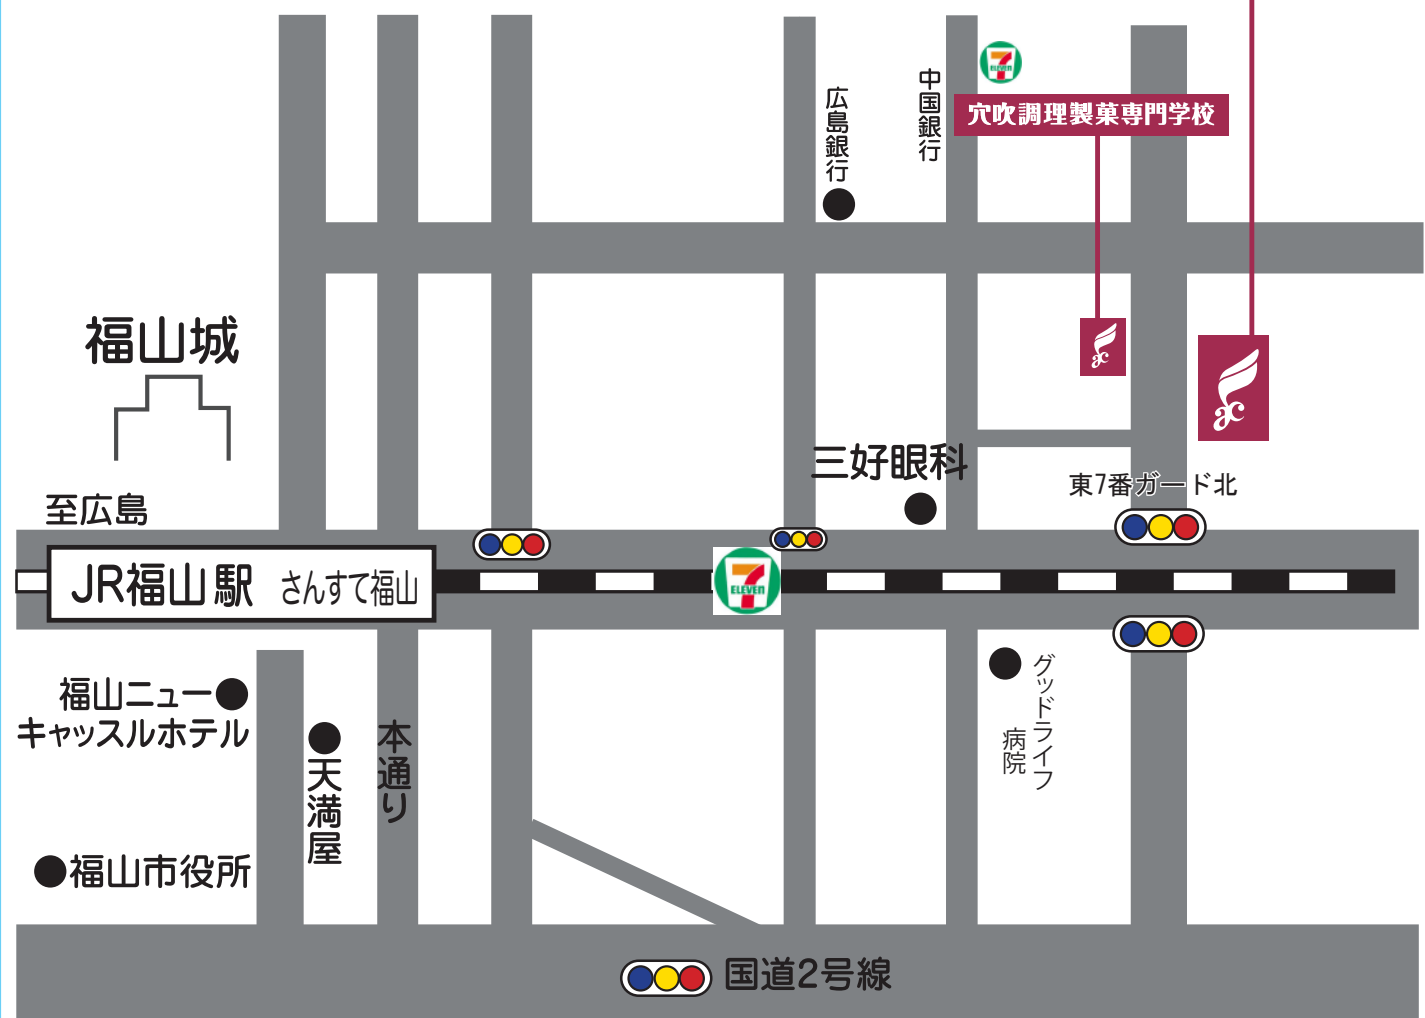 中国銀行
広島銀行
7
ELEVEN
穴吹調理製菓専門学校
福山城
三好眼科
東7番ガード北
至広島
JR福山駅 さんすて福山
7
ELEVEN
グッドライフ
病院
福山ニュー
キャッスルホテル
天満屋
本通り
福山市役所
国道2号線